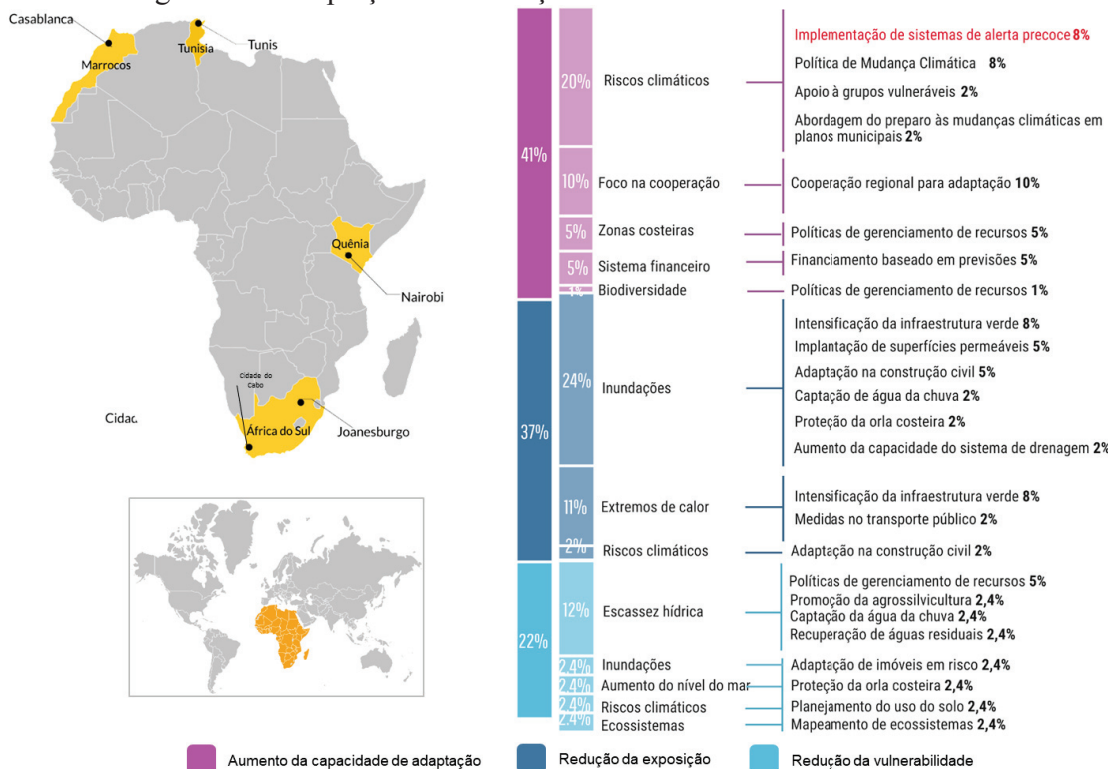 Casablanca
Marrocos
Tunisia
Tunis
Quênia
Nairobi
Cidade do
Cabo
Cidad
África do Sul
Joanesburgo
41%
20%
Riscos climáticos
Implementação de sistemas de alerta precoce 8%
Política de Mudança Climática 8%
Apoio à grupos vulneráveis 2%
Abordagem do preparo às mudanças climáticas em
planos municipais 2%
10%
Foco na cooperação
Cooperação regional para adaptação 10%
5%
Zonas costeiras
Políticas de gerenciamento de recursos 5%
5%
Sistema financeiro
Financiamento baseado em previsões 5%
1%
Biodiversidade
Políticas de gerenciamento de recursos 1%
37%
24%
Inundações
Intensificação da infraestrutura verde 8%
Implantação de superfícies permeáveis 5%
Adaptação na construção civil 5%
Captação de água da chuva 2%
Proteção da orla costeira 2%
Aumento da capacidade do sistema de drenagem 2%
11%
Extremos de calor
Intensificação da infraestrutura verde 8%
Medidas no transporte público 2%
2%
Riscos climáticos
Adaptação na construção civil 2%
22%
12%
Escassez hídrica
Políticas de gerenciamento de recursos 5%
Promoção da agrossilvicultura 2,4%
Captação da água da chuva 2,4%
Recuperação de águas residuais 2,4%
2.4%
Inundações
Adaptação de imóveis em risco 2,4%
2.4%
Aumento do nível do mar
Proteção da orla costeira 2,4%
2.4%
Riscos climáticos
Planejamento do uso do solo 2,4%
2.4%
Ecossistemas
Mapeamento de ecossistemas 2,4%
Aumento da capacidade de adaptação
Redução da exposição
Redução da vulnerabilidade